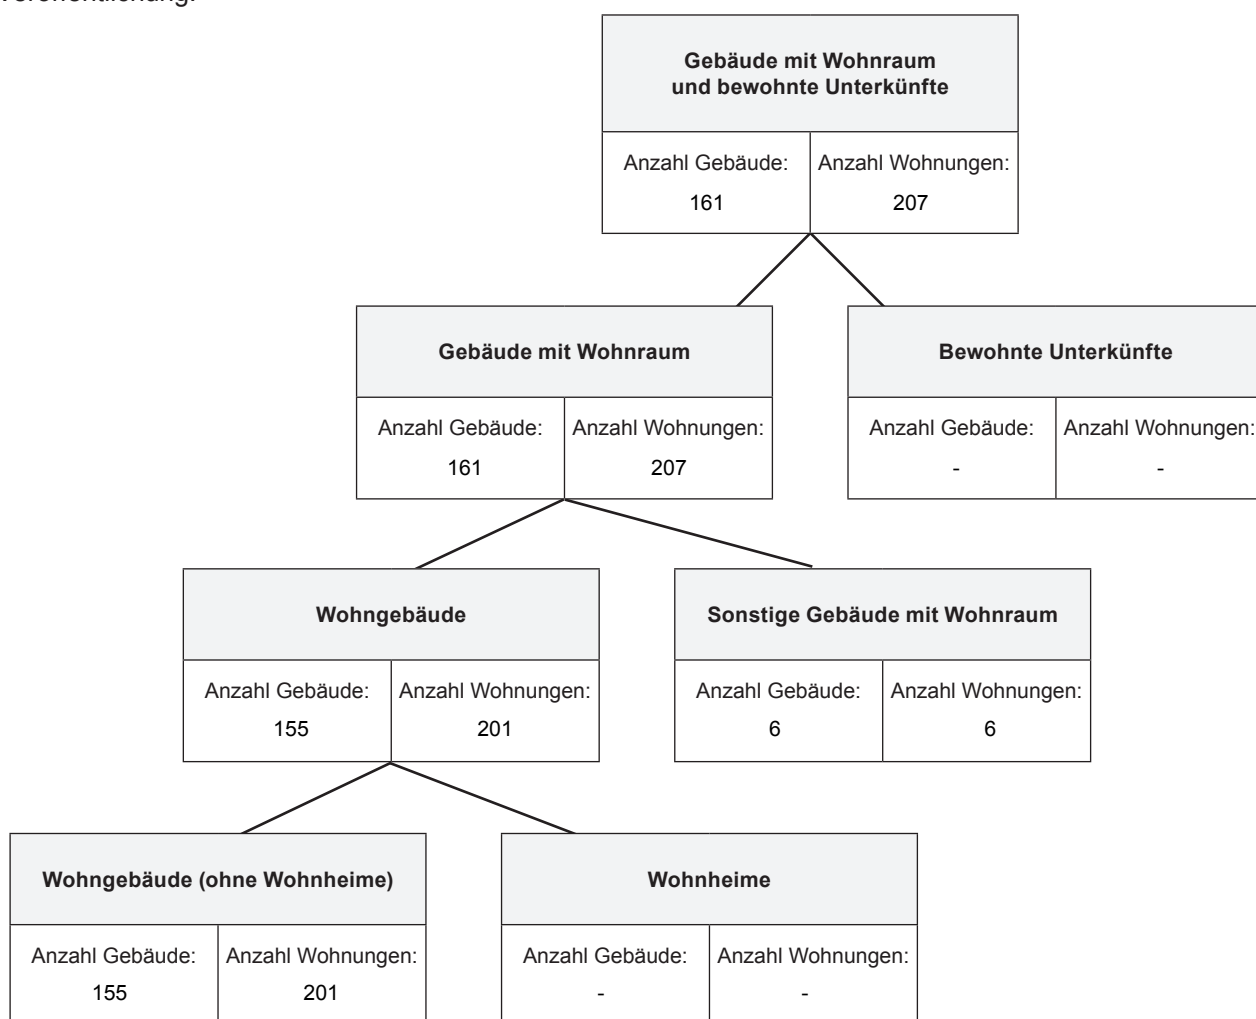 Veröffentlichung.
Gebäude mit Wohnraum
und bewohnte Unterkünfte
Anzahl Gebäude: Anzahl Wohnungen:
161 207
Gebäude mit Wohnraum
Anzahl Gebäude: Anzahl Wohnungen:
161 207
Bewohnte Unterkünfte
Anzahl Gebäude: Anzahl Wohnungen:
- -
Wohngebäude
Anzahl Gebäude: Anzahl Wohnungen:
155 201
Sonstige Gebäude mit Wohnraum
Anzahl Gebäude: Anzahl Wohnungen:
6 6
Wohngebäude (ohne Wohnheime)
Anzahl Gebäude: Anzahl Wohnungen:
155 201
Wohnheime
Anzahl Gebäude: Anzahl Wohnungen:
- -